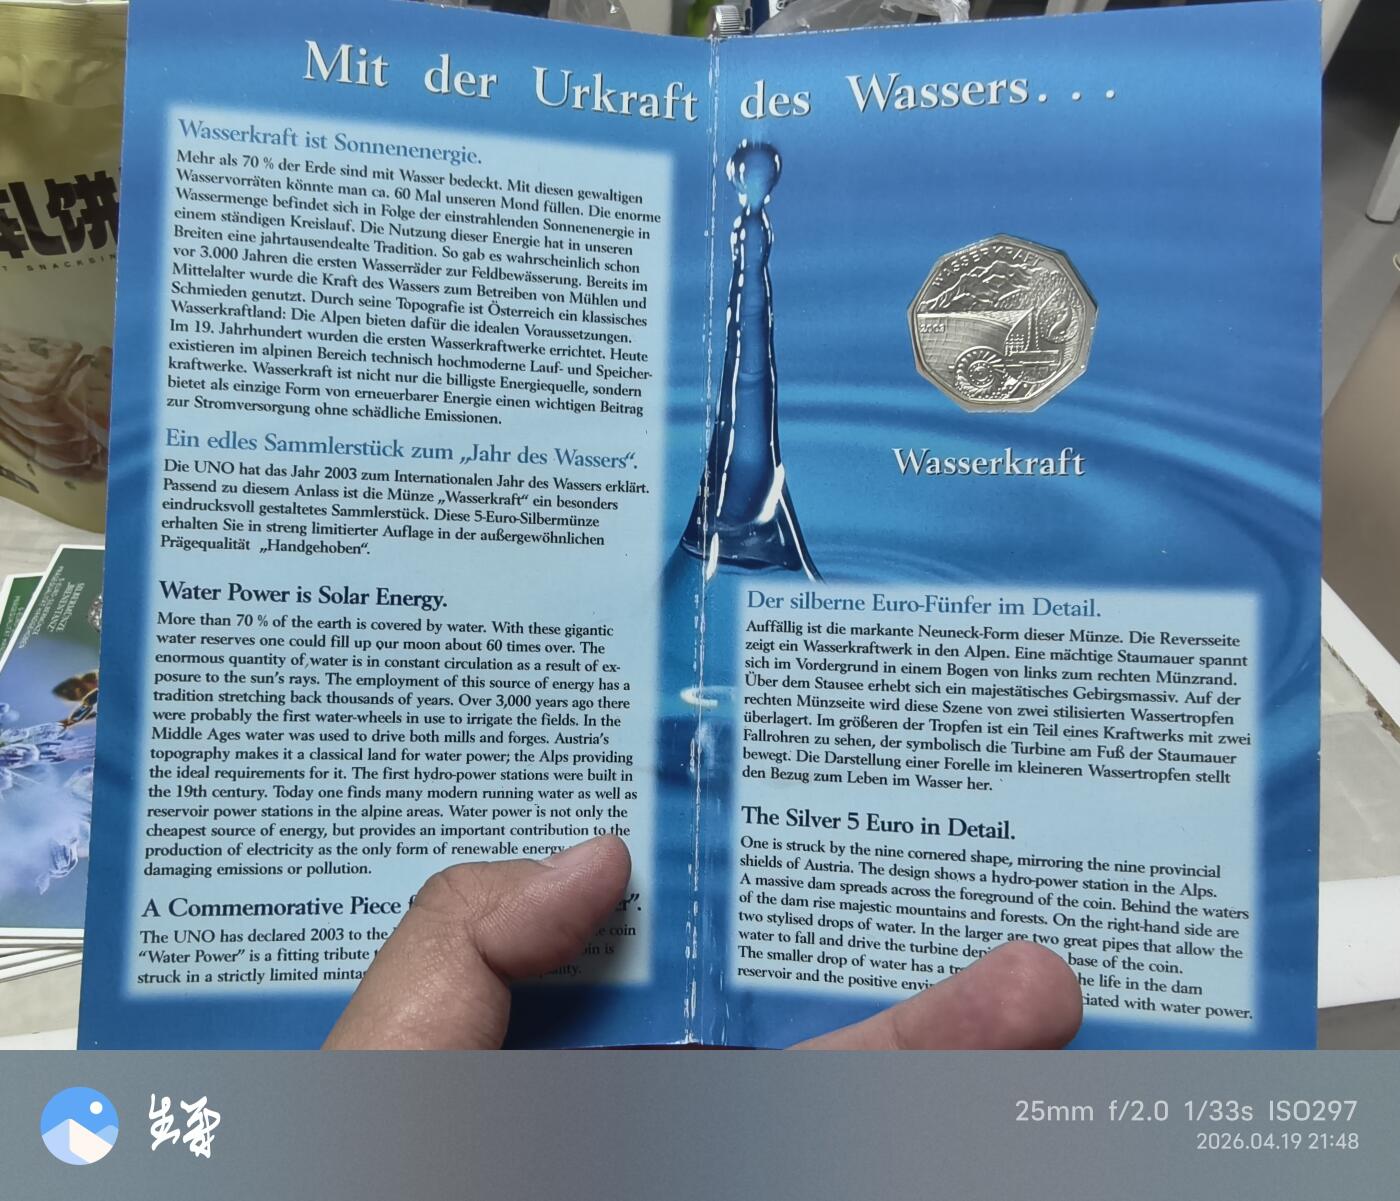 Mit der Urkraft des Wassers...
Wasserkraft ist Sonnenenergie.
Mehr als 70 % der Erde sind mit Wasser bedeckt. Mit diesen gewaltigen
Wasservorräten könnte man ca. 60 Mal unseren Mond füllen. Die enorme
Wassermenge befindet sich in Folge der einstrahlenden Sonnenenergie in
einem ständigen Kreislauf. Die Nutzung dieser Energie hat in unseren
Breiten eine jahrtausendealte Tradition. So gab es wahrscheinlich schon
vor 3.000 Jahren die ersten Wasserräder zur Feldbewässerung. Bereits im
Mittelalter wurde die Kraft des Wassers zum Betreiben von Mühlen und
Schmieden genutzt. Durch seine Topografie ist Österreich ein klassisches
Wasserkraftland: Die Alpen bieten dafür die idealen Voraussetzungen.
Im 19. Jahrhundert wurden die ersten Wasserkraftwerke errichtet. Heute
existieren im alpinen Bereich technisch hochmoderne Lauf- und Speicher-
kraftwerke. Wasserkraft ist nicht nur die billigste Energiequelle, sondern
bietet als einzige Form von erneuerbarer Energie einen wichtigen Beitrag
zur Stromversorgung ohne schädliche Emissionen.
Ein edles Sammlerstück zum „Jahr des Wassers“.
Die UNO hat das Jahr 2003 zum Internationalen Jahr des Wassers erklärt.
Passend zu diesem Anlass ist die Münze „Wasserkraft“ ein besonders
eindrucksvoll gestaltetes Sammlerstück. Diese 5-Euro-Silbermünze
erhalten Sie in streng limitierter Auflage in der außergewöhnlichen
Prägequalität „Handgehoben“.
Water Power is Solar Energy.
More than 70 % of the earth is covered by water. With these gigantic
water reserves one could fill up our moon about 60 times over. The
enormous quantity of water is in constant circulation as a result of ex-
posure to the sun's rays. The employment of this source of energy has a
tradition stretching back thousands of years. Over 3,000 years ago there
were probably the first water-wheels in use to irrigate the fields. In the
Middle Ages water was used to drive both mills and forges. Austria's
topography makes it a classical land for water power; the Alps providing
the ideal requirements for it. The first hydro-power stations were built in
the 19th century. Today one finds many modern running water as well as
reservoir power stations in the alpine areas. Water power is not only the
cheapest source of energy, but provides an important contribution to the
production of electricity as the only form of renewable energy
damaging emissions or pollution.
A Commemorative Piece
The UNO has declared 2003 to the coin
“Water Power” is a fitting tribute is
struck in a strictly limited
WASSERKRAFT
2003
Wasserkraft
Der silberne Euro-Fünfer im Detail.
Auffällig ist die markante Neuneck-Form dieser Münze. Die Reversseite
zeigt ein Wasserkraftwerk in den Alpen. Eine mächtige Staumauer spannt
sich im Vordergrund in einem Bogen von links zum rechten Münzrand.
Über dem Stausee erhebt sich ein majestätisches Gebirgsmassiv. Auf der
rechten Münzseite wird diese Szene von zwei stilisierten Wassertropfen
überlagert. Im größeren der Tropfen ist ein Teil eines Kraftwerks mit zwei
Fallrohren zu sehen, der symbolisch die Turbine am Fuß der Staumauer
bewegt. Die Darstellung einer Forelle im kleineren Wassertropfen stellt
den Bezug zum Leben im Wasser her.
The Silver 5 Euro in Detail.
One is struck by the nine cornered shape, mirroring the nine provincial
shields of Austria. The design shows a hydro-power station in the Alps.
A massive dam spreads across the foreground of the coin. Behind the waters
of the dam rise majestic mountains and forests. On the right-hand side are
two stylised drops of water. In the larger are two great pipes that allow the
water to fall and drive the turbine base of the coin.
The smaller drop of water has a the life in the dam
reservoir and the positive with water power.
生军
25mm f/2.0 1/33s ISO297
2026.04.19 21:48